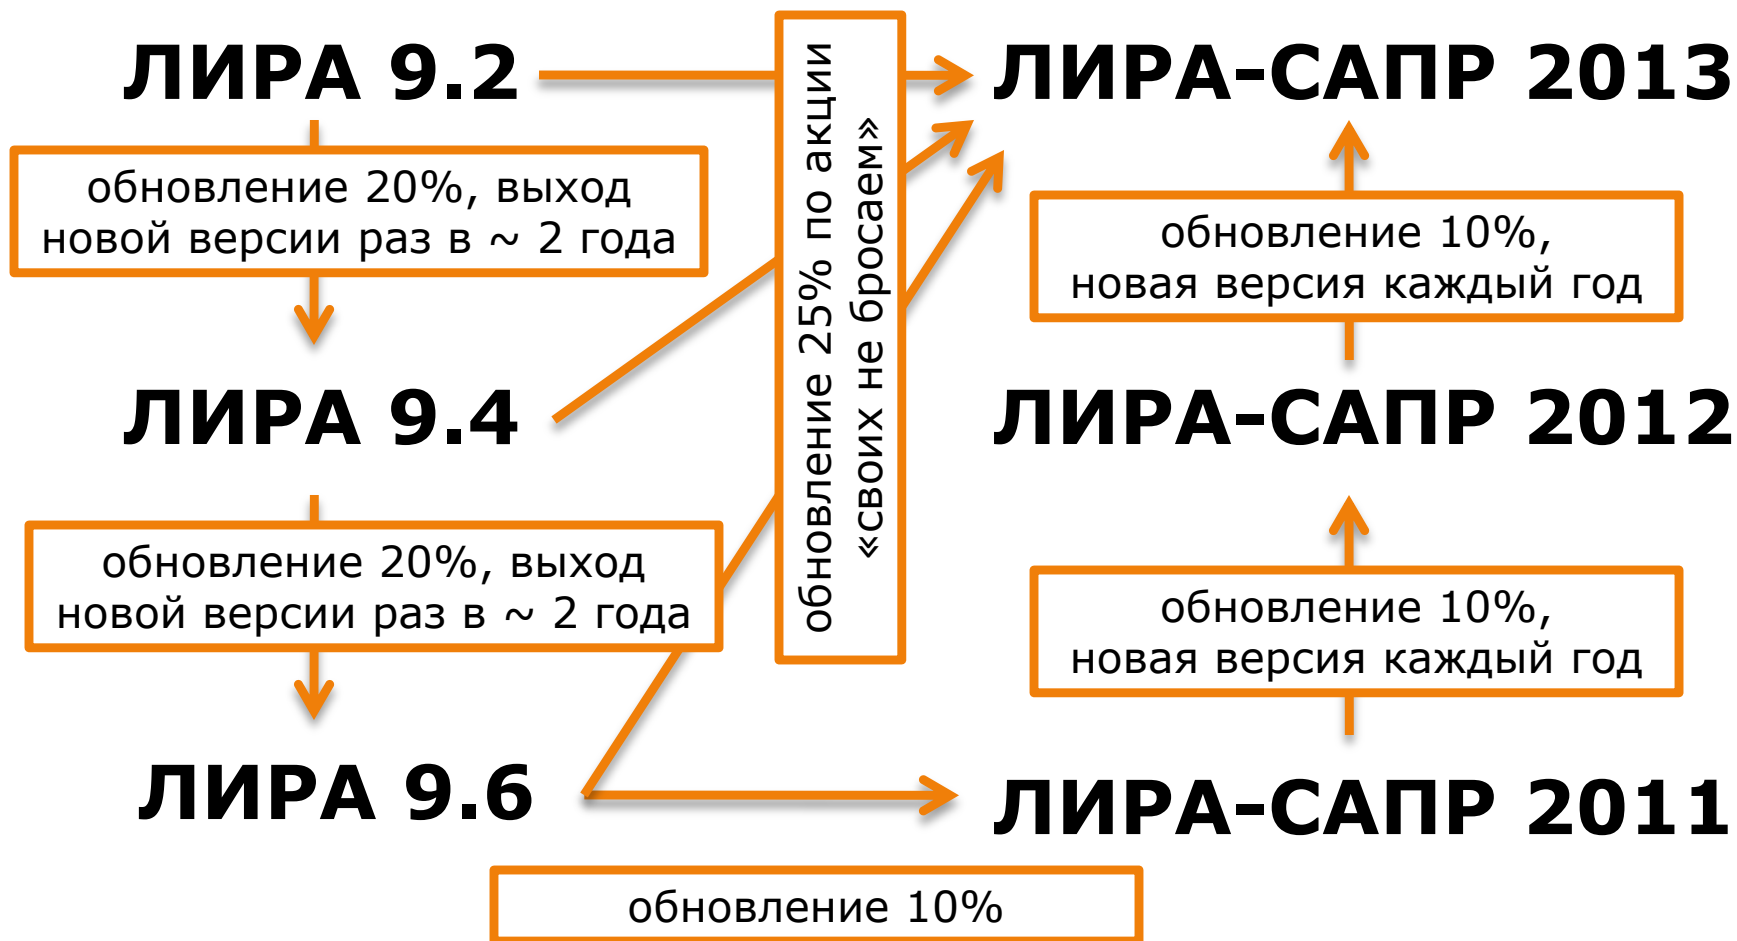 ЛИРА 9.2
обновление 20%, выход
новой версии раз в ~ 2 года
ЛИРА 9.4
обновление 20%, выход
новой версии раз в ~ 2 года
ЛИРА 9.6
обновление 25% по акции
«своих не бросаем»
ЛИРА-САПР 2013
обновление 10%,
новая версия каждый год
ЛИРА-САПР 2012
обновление 10%,
новая версия каждый год
ЛИРА-САПР 2011
обновление 10%